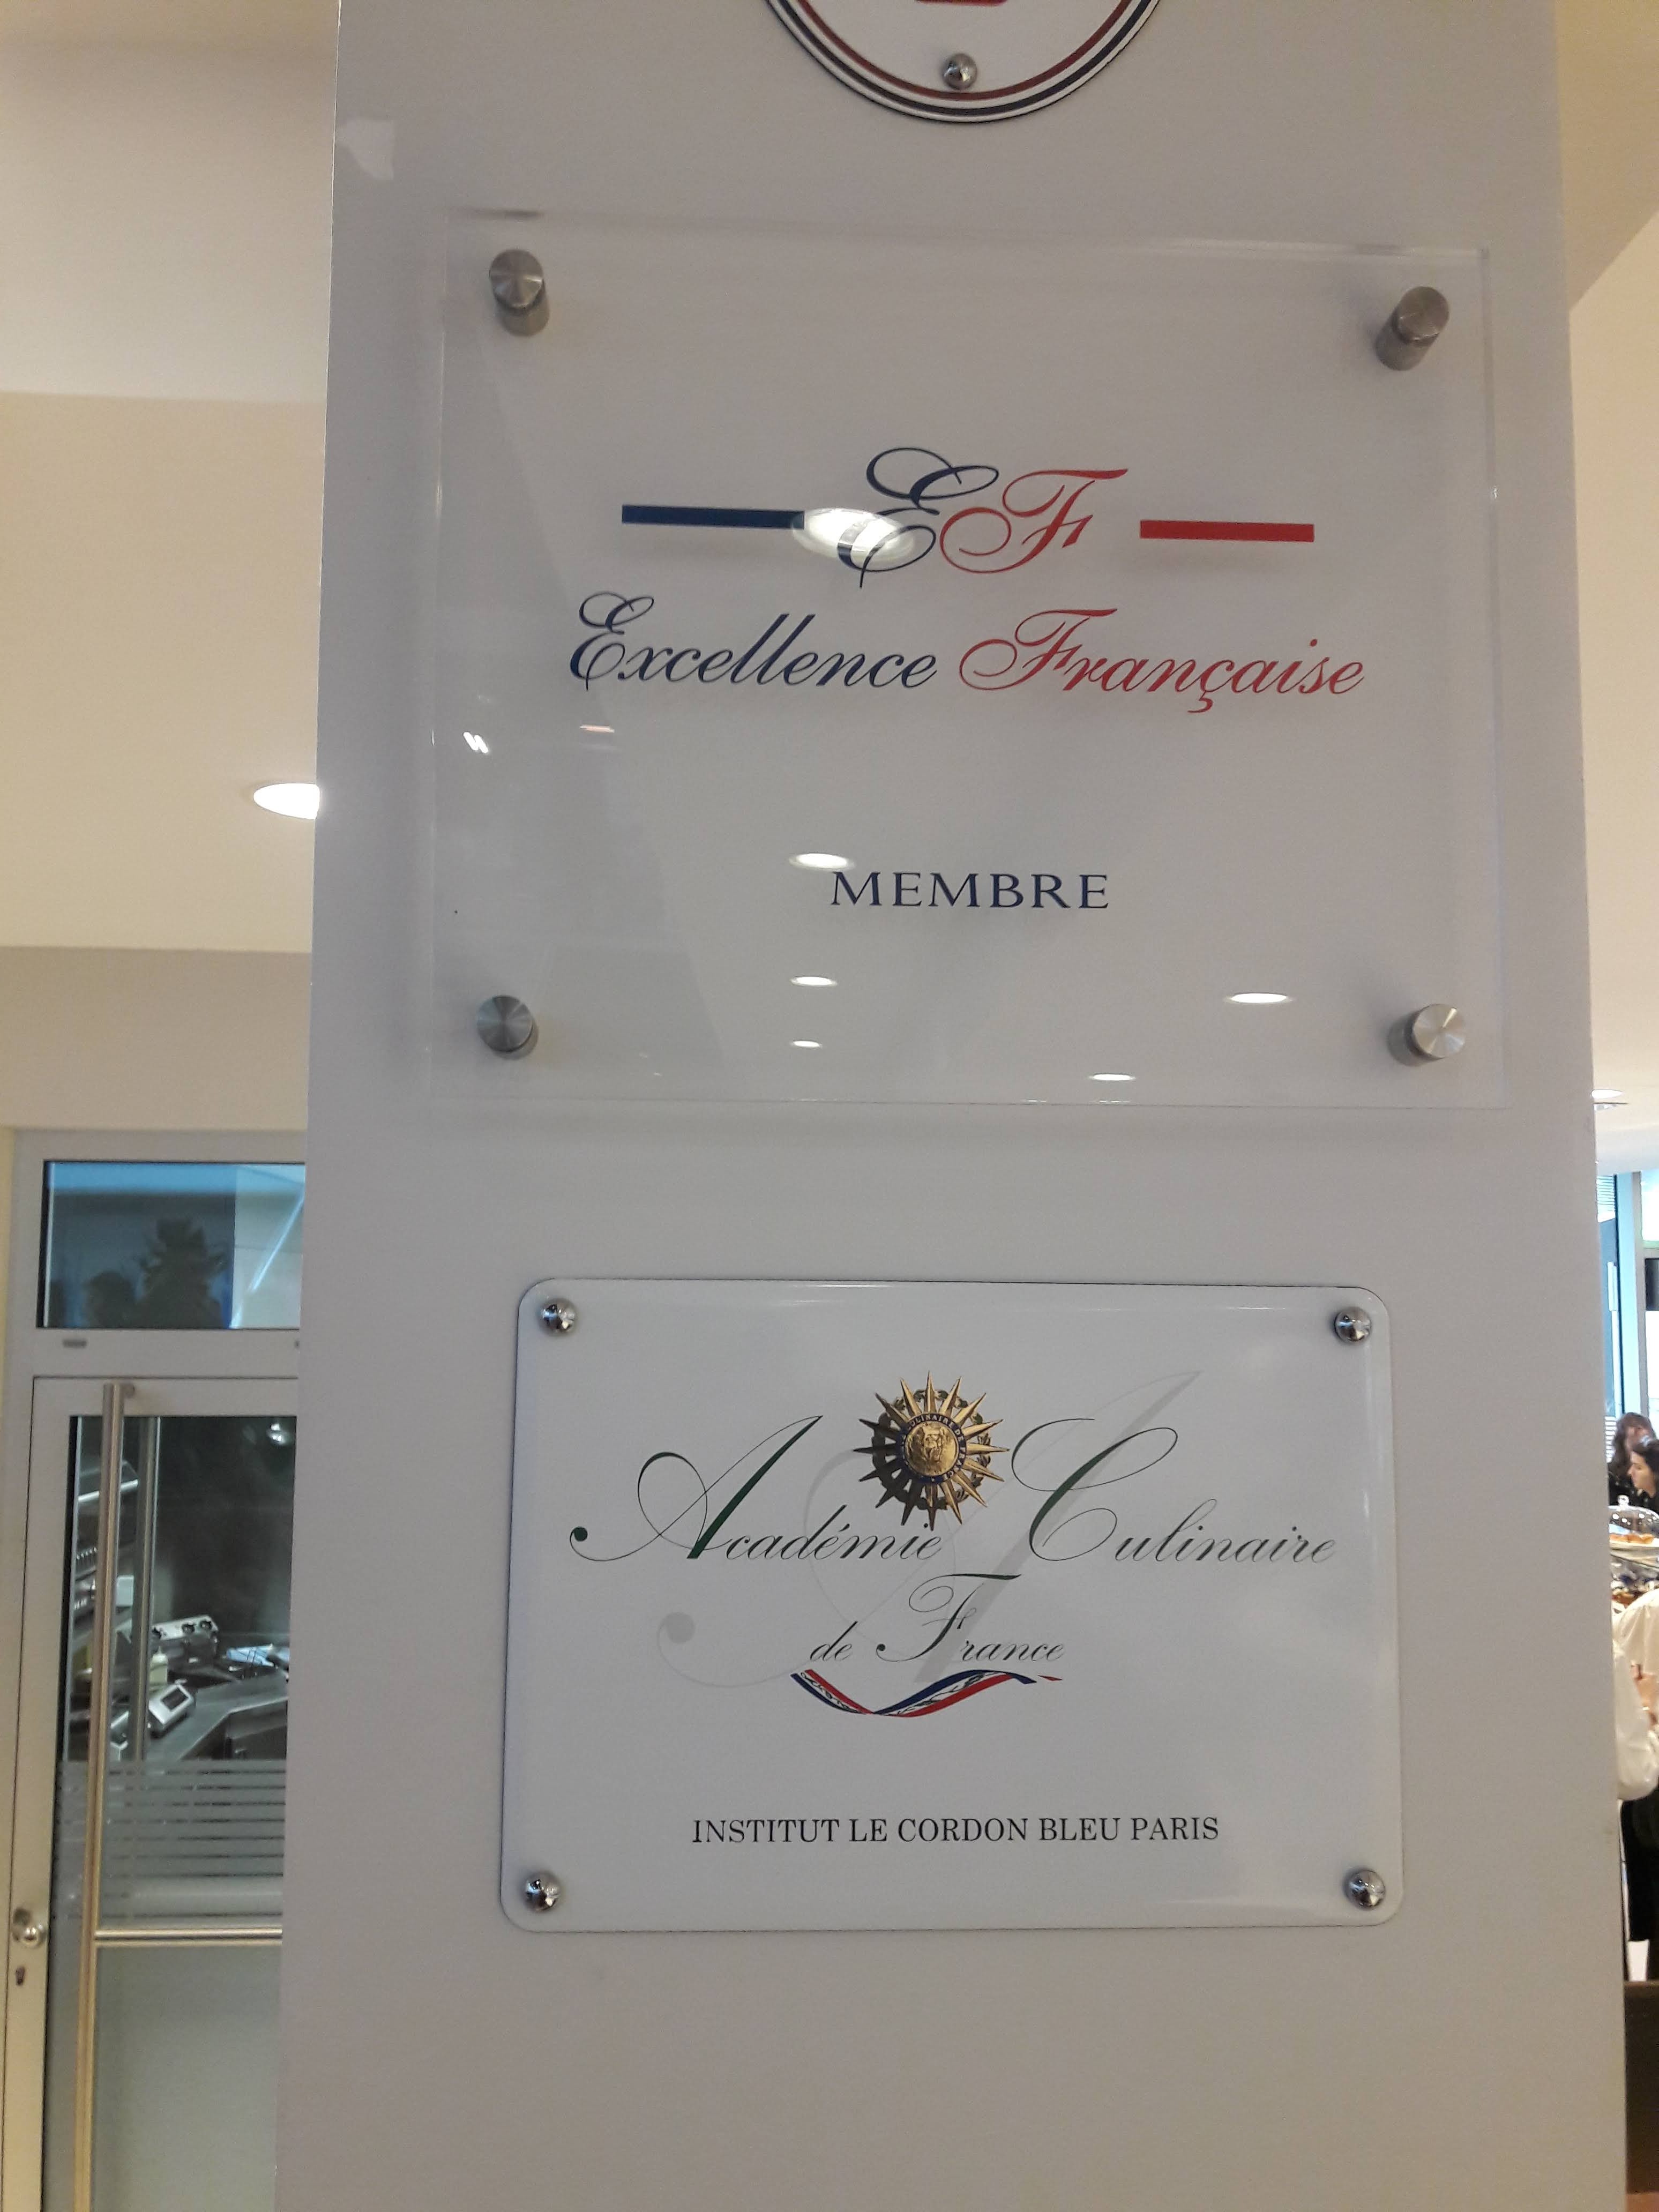 EF
Excellence Française
MEMBRE
Académie Culinaire
de France
INSTITUT LE CORDON BLEU PARIS